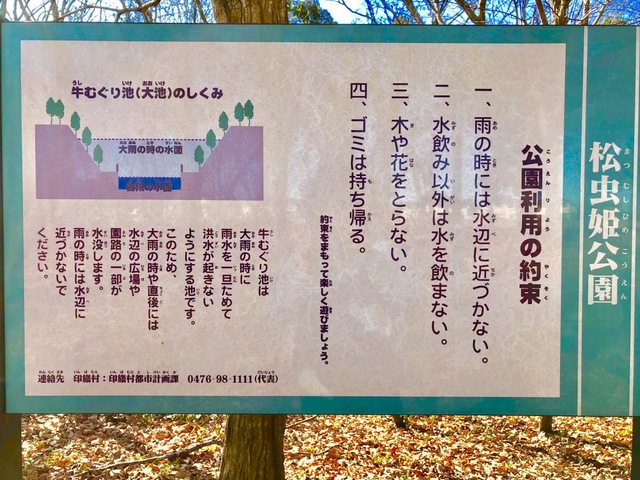 松虫姫公園
公園利用の約束
一、雨の時には水辺に近づかない。
二、水飲み以外は水を飲まない。
三、木や花をとらない。
四、ゴミは持ち帰る。
約束をまもって楽しく遊びましょう。
牛むぐり池(大池)のしくみ
大雨の時の水面
普段の水面
牛むぐり池は
大雨の時に
雨水を一旦ためて
洪水が起きない
ようにする池です。
このため、
大雨の時や直後には
水辺の広場や
園路の一部が
水没します。
雨の時には水辺に
近づかないで
ください。
連絡先 印旛村:印旛村都市計画課 0476-98-1111(代表)